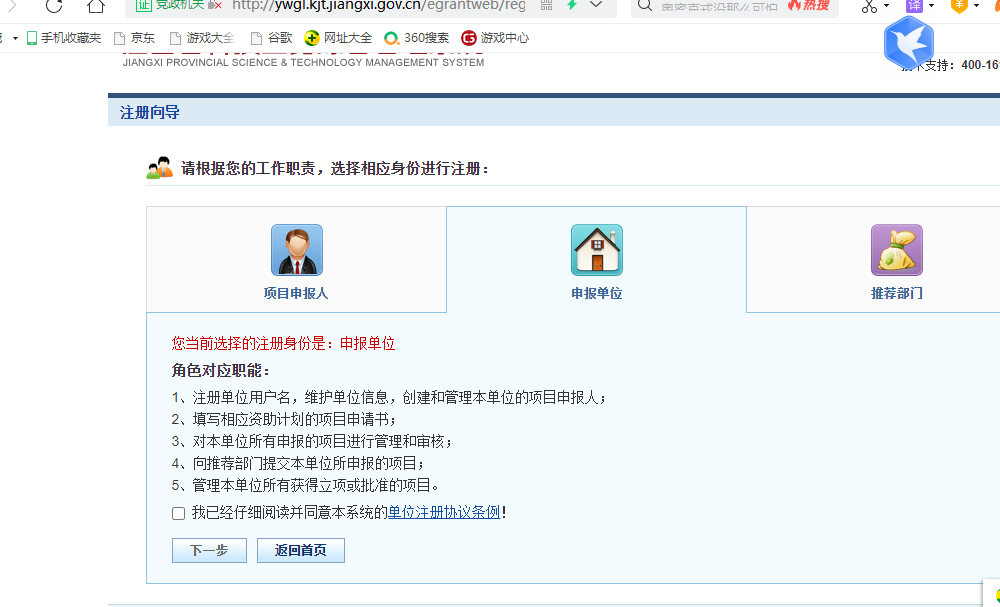 证 党政机关 http://ywgl.kjt.jiangxi.gov.cn/egrantweb/reg 热搜 译
手机收藏夹 京东 游戏大全 谷歌 网址大全 360搜索 游戏中心
JIANGXI PROVINCIAL SCIENCE & TECHNOLOGY MANAGEMENT SYSTEM
支持：400-16
注册向导
请根据您的工作职责，选择相应身份进行注册：
项目申报人 申报单位 推荐部门
您当前选择的注册身份是：申报单位
角色对应职能：
1、注册单位用户名，维护单位信息，创建和管理本单位的项目申报人；
2、填写相应资助计划的项目申请书；
3、对本单位所有申报的项目进行管理和审核；
4、向推荐部门提交本单位所申报的项目；
5、管理本单位所有获得立项或批准的项目。
我已经仔细阅读并同意本系统的单位注册协议条例！
下一步 返回首页